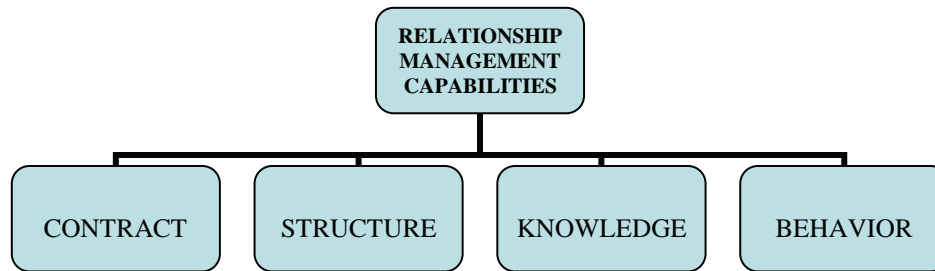 RELATIONSHIP
MANAGEMENT
CAPABILITIES
CONTRACT
STRUCTURE
KNOWLEDGE
BEHAVIOR